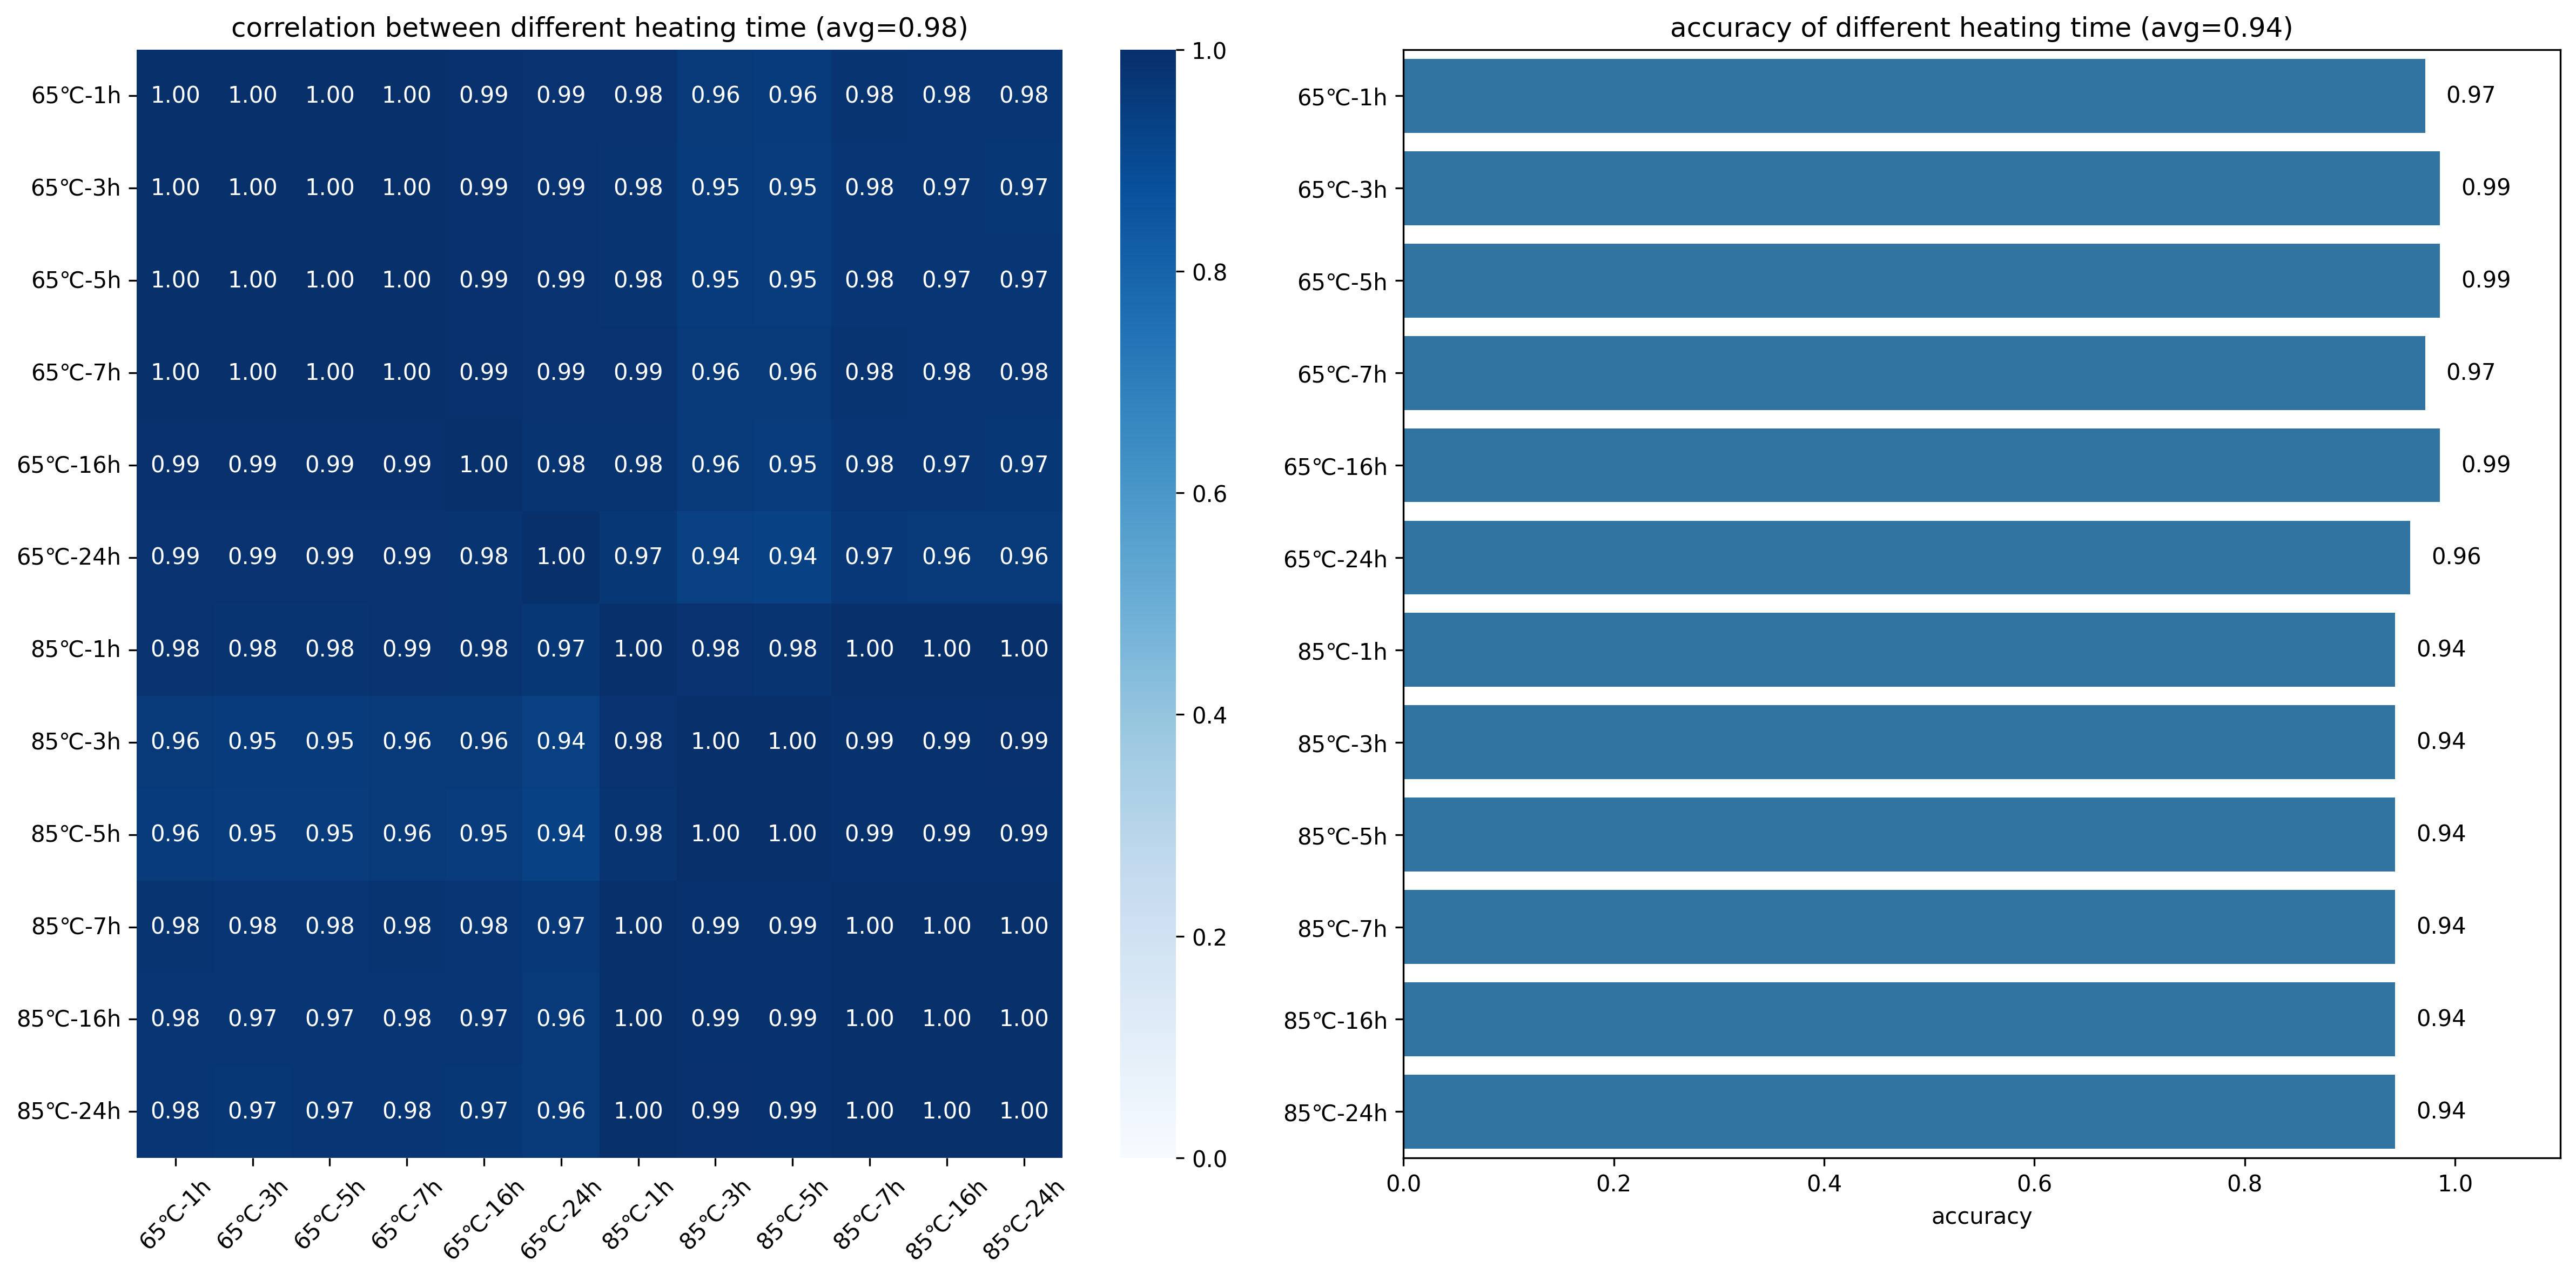 correlation between different heating time (avg=0.98)
65℃-1h 1.00 1.00 1.00 1.00 0.99 0.99 0.98 0.96 0.96 0.98 0.98 0.98
65℃-3h 1.00 1.00 1.00 1.00 0.99 0.99 0.98 0.95 0.95 0.98 0.97 0.97
65℃-5h 1.00 1.00 1.00 1.00 0.99 0.99 0.98 0.95 0.95 0.98 0.97 0.97
65℃-7h 1.00 1.00 1.00 1.00 0.99 0.99 0.99 0.96 0.96 0.98 0.98 0.98
65℃-16h 0.99 0.99 0.99 0.99 1.00 0.98 0.98 0.96 0.95 0.98 0.97 0.97
65℃-24h 0.99 0.99 0.99 0.99 0.98 1.00 0.97 0.94 0.94 0.97 0.96 0.96
85℃-1h 0.98 0.98 0.98 0.99 0.98 0.97 1.00 0.98 0.98 1.00 1.00 1.00
85℃-3h 0.96 0.95 0.95 0.96 0.96 0.94 0.98 1.00 1.00 0.99 0.99 0.99
85℃-5h 0.96 0.95 0.95 0.96 0.95 0.94 0.98 1.00 1.00 0.99 0.99 0.99
85℃-7h 0.98 0.98 0.98 0.98 0.98 0.97 1.00 0.99 0.99 1.00 1.00 1.00
85℃-16h 0.98 0.97 0.97 0.98 0.97 0.96 1.00 0.99 0.99 1.00 1.00 1.00
85℃-24h 0.98 0.97 0.97 0.98 0.97 0.96 1.00 0.99 0.99 1.00 1.00 1.00
65℃-1h 65℃-3h 65℃-5h 65℃-7h 65℃-16h 65℃-24h 85℃-1h 85℃-3h 85℃-5h 85℃-7h 85℃-16h 85℃-24h
1.0
0.8
0.6
0.4
0.2
0.0
accuracy of different heating time (avg=0.94)
65℃-1h 0.97
65℃-3h 0.99
65℃-5h 0.99
65℃-7h 0.97
65℃-16h 0.99
65℃-24h 0.96
85℃-1h 0.94
85℃-3h 0.94
85℃-5h 0.94
85℃-7h 0.94
85℃-16h 0.94
85℃-24h 0.94
0.0 0.2 0.4 0.6 0.8 1.0
accuracy